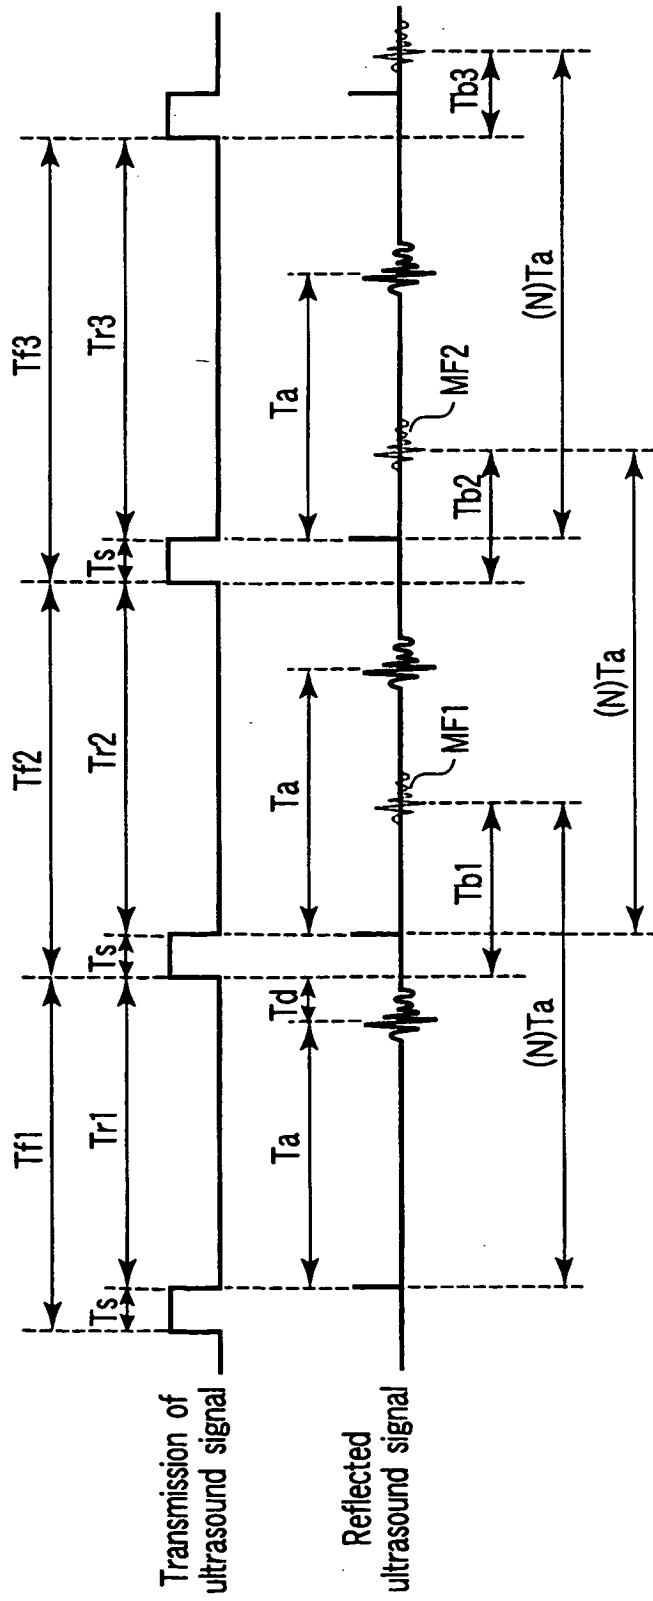 Tf1
Tf2
Tf3
Ts
Tr1
Ts
Tr2
Ts
Tr3
Transmission of
ultrasound signal
Ta
Td
Ta
Ta
Reflected
ultrasound signal
MF1
MF2
Tb1
Tb2
Tb3
(N)Ta
(N)Ta
(N)Ta